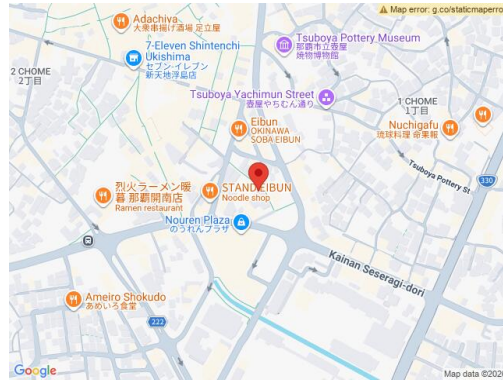 Map error: g.co/staticmaperro
Adachiya
大衆串揚げ酒場 足立屋
7-Eleven Shintenchi
Ukishima
セブン-イレブン
新天地浮島店
Tsuboya Pottery Museum
那覇市立壺屋
焼物博物館
2 CHOME
2丁目
Tsuboya Yachimun Street
壺屋やちむん通り
1 CHOME
1丁目
Eibun
OKINAWA
SOBA EIBUN
Nuchigafu
琉球料理 命果報
Tsuboya Pottery St
330
烈火ラーメン暖
暮 那覇開南店
Ramen restaurant
STAND EIBUN
Noodle shop
Nouren Plaza
のうれんプラザ
Kainan Seseragi-dori
Ameiro Shokudo
あめいろ食堂
222
Google
Map data ©202